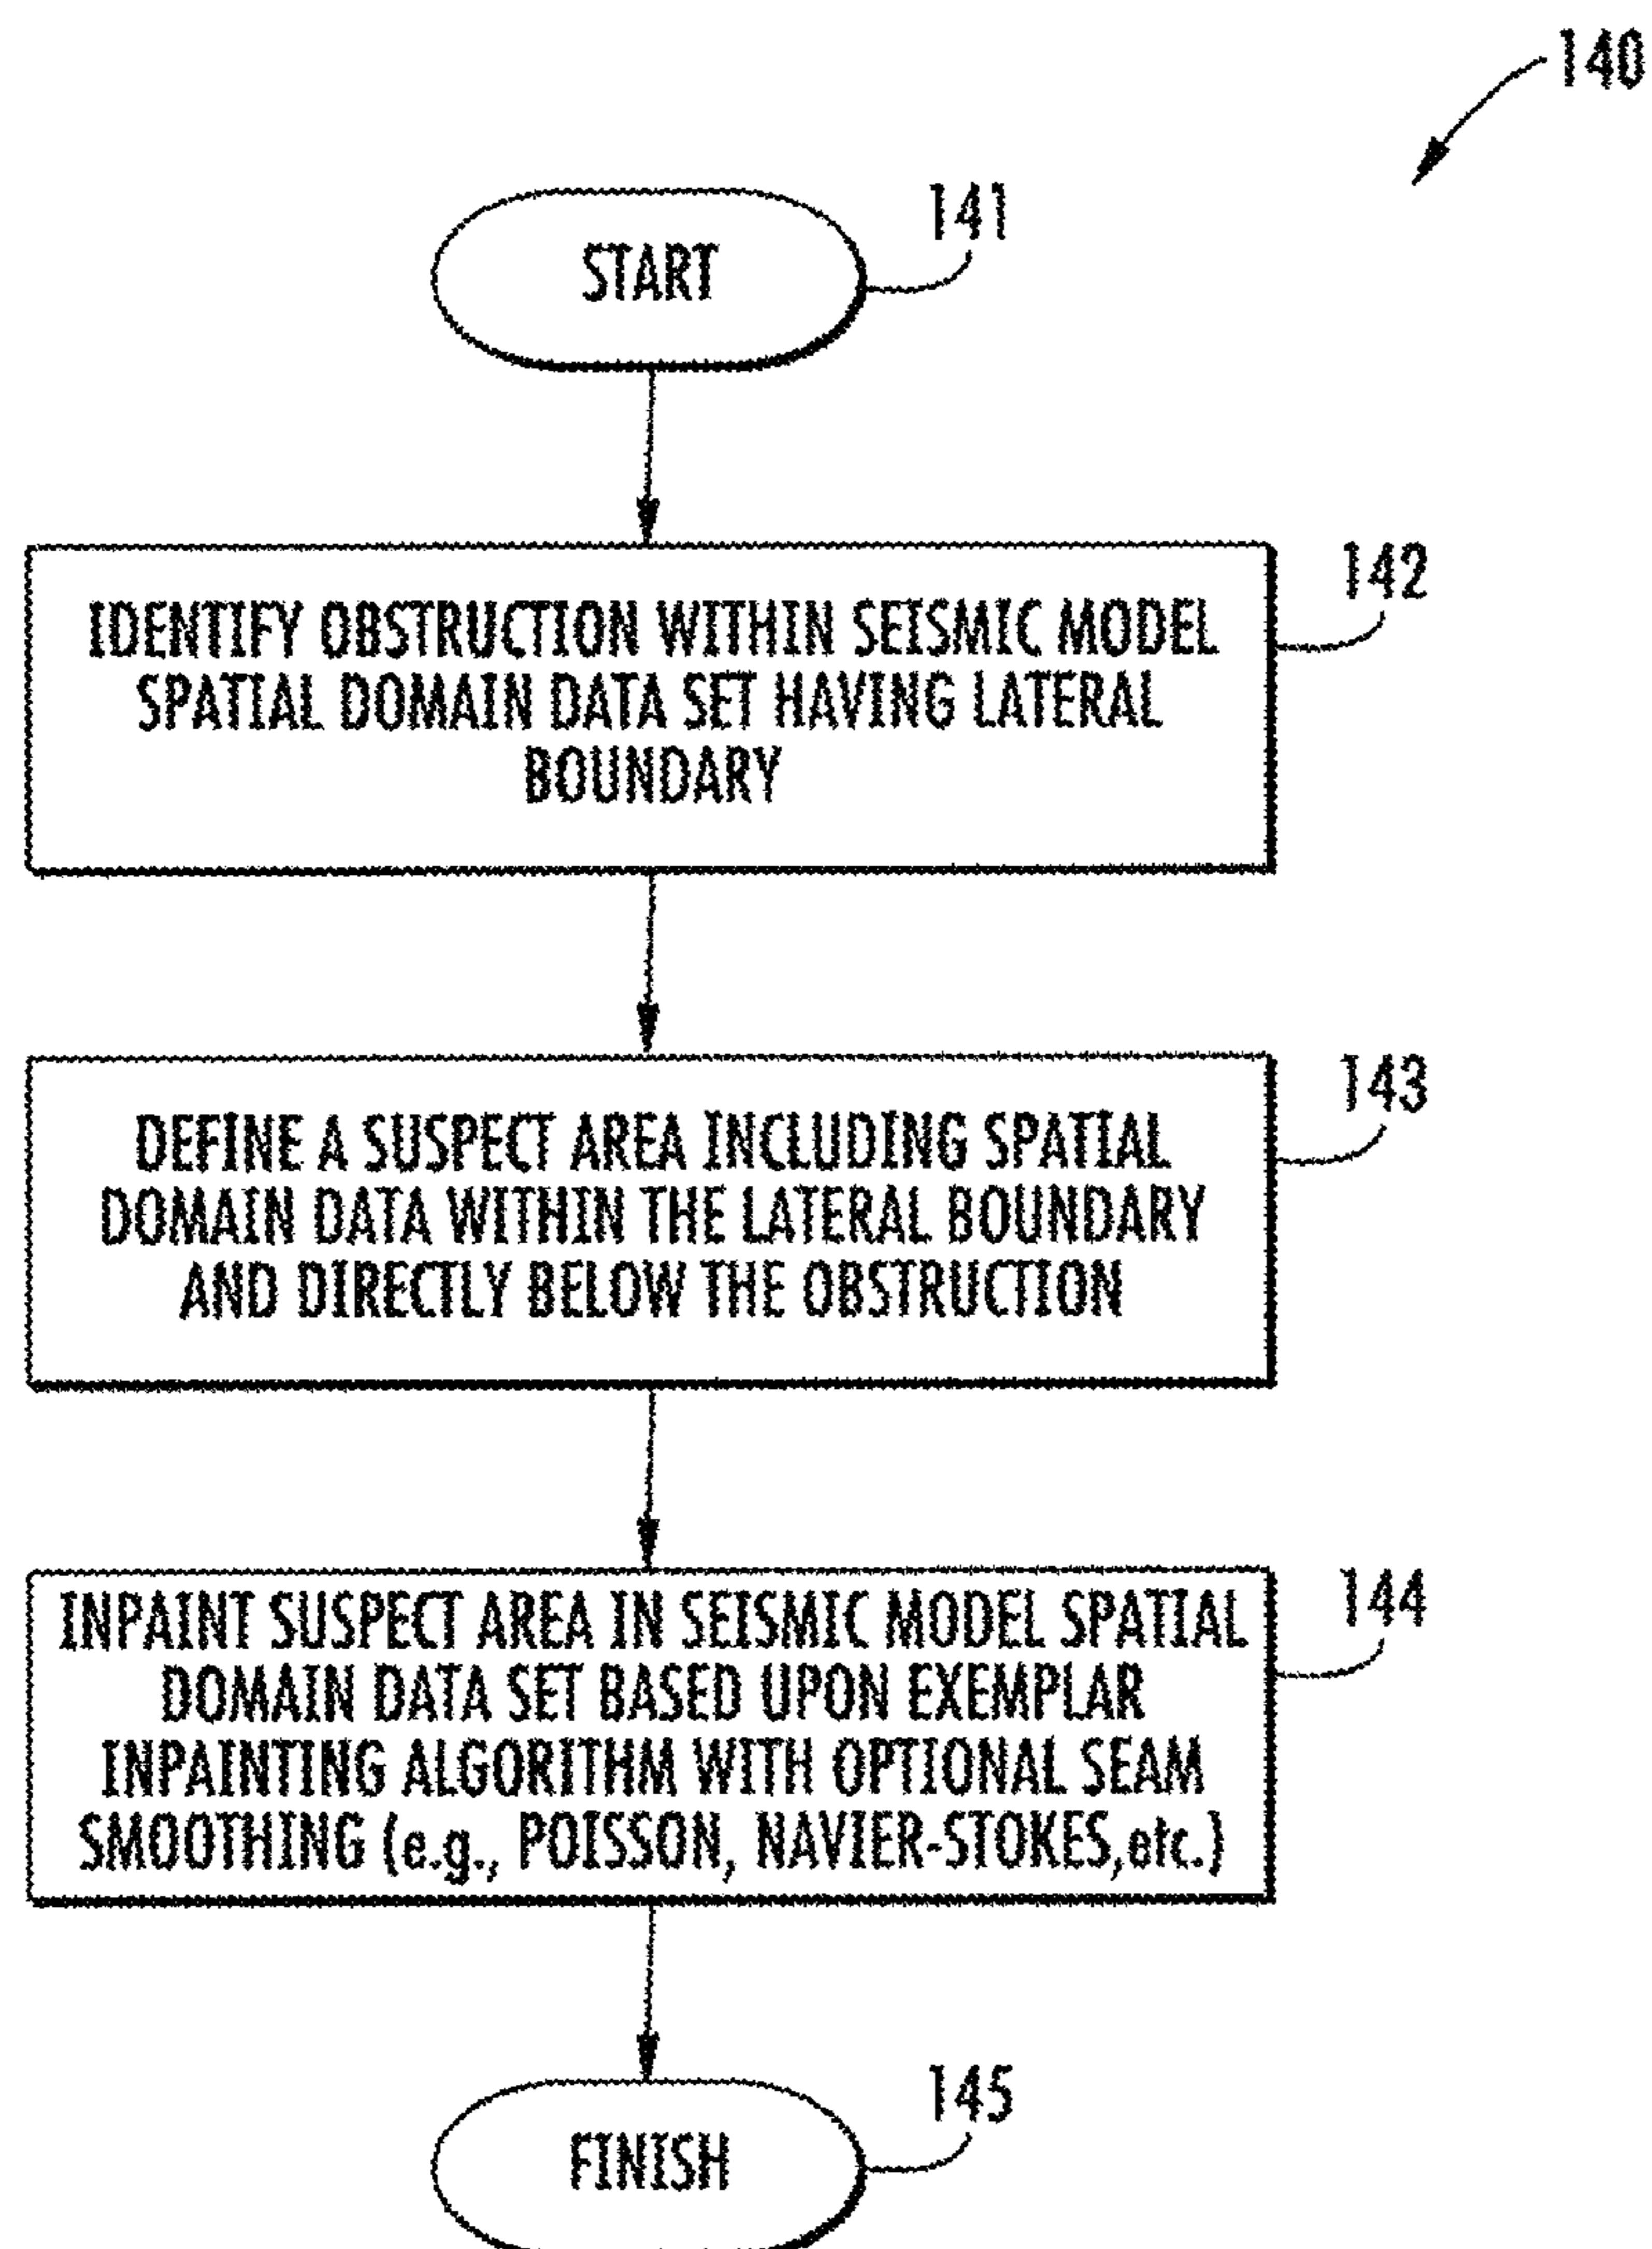 140
141
START
142
IDENTIFY OBSTRUCTION WITHIN SEISMIC MODEL
SPATIAL DOMAIN DATA SET HAVING LATERAL
BOUNDARY
143
DEFINE A SUSPECT AREA INCLUDING SPATIAL
DOMAIN DATA WITHIN THE LATERAL BOUNDARY
AND DIRECTLY BELOW THE OBSTRUCTION
144
INPAINT SUSPECT AREA IN SEISMIC MODEL SPATIAL
DOMAIN DATA SET BASED UPON EXEMPLAR
INPAINTING ALGORITHM WITH OPTIONAL SEAM
SMOOTHING (e.g., POISSON, NAVIER-STOKES,etc.)
145
FINISH